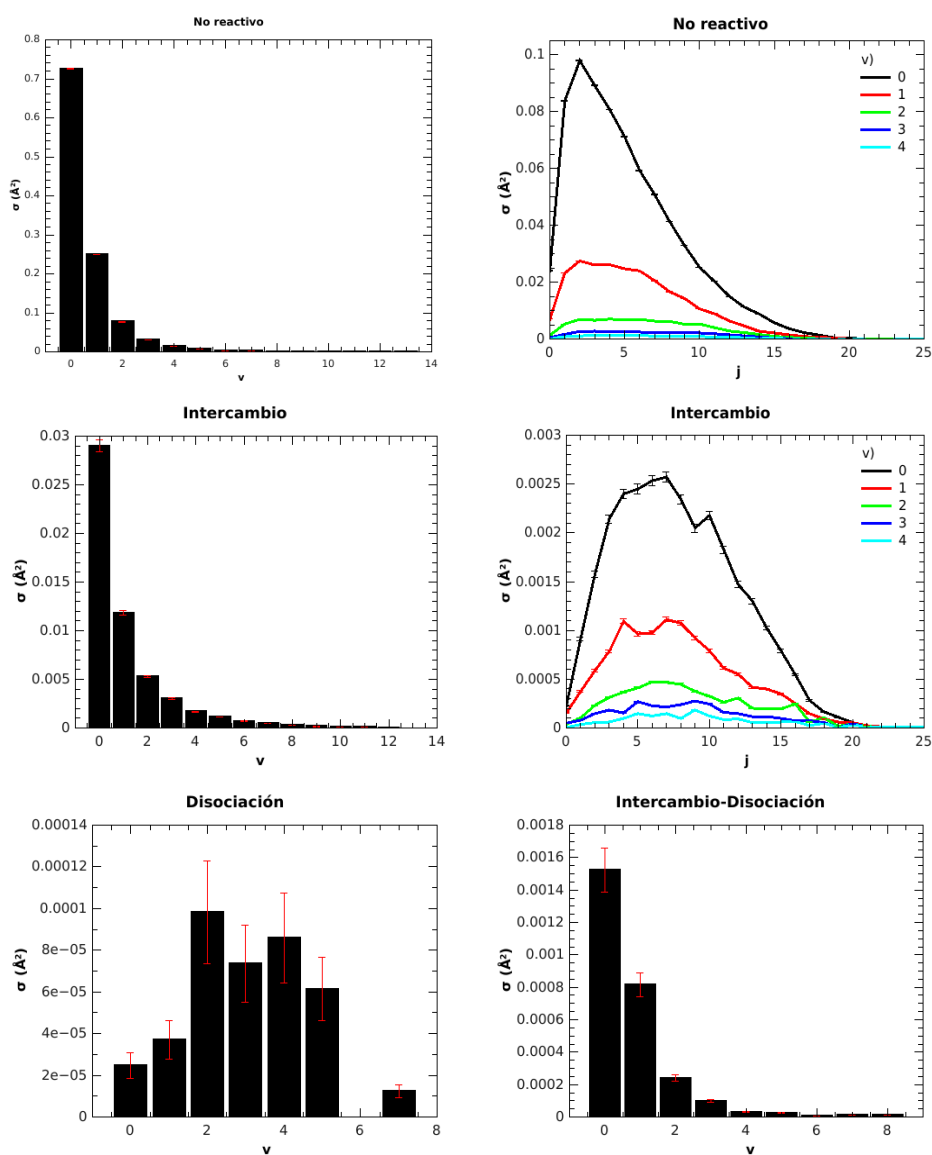 No reactivo
σ (Å²)
0.8
0.7
0.6
0.5
0.4
0.3
0.2
0.1
0
0 2 4 6 8 10 12 14
v
No reactivo
σ (Å²)
0.1
0.08
0.06
0.04
0.02
0
0 5 10 15 20 25
j
v)
0
1
2
3
4
Intercambio
σ (Å²)
0.03
0.025
0.02
0.015
0.01
0.005
0
0 2 4 6 8 10 12 14
v
Intercambio
σ (Å²)
0.003
0.0025
0.002
0.0015
0.001
0.0005
0
0 5 10 15 20 25
j
v)
0
1
2
3
4
Disociación
σ (Å²)
0.00014
0.00012
0.0001
8e−05
6e−05
4e−05
2e−05
0
0 2 4 6 8
v
Intercambio-Disociación
σ (Å²)
0.0018
0.0016
0.0014
0.0012
0.001
0.0008
0.0006
0.0004
0.0002
0
0 2 4 6 8
v